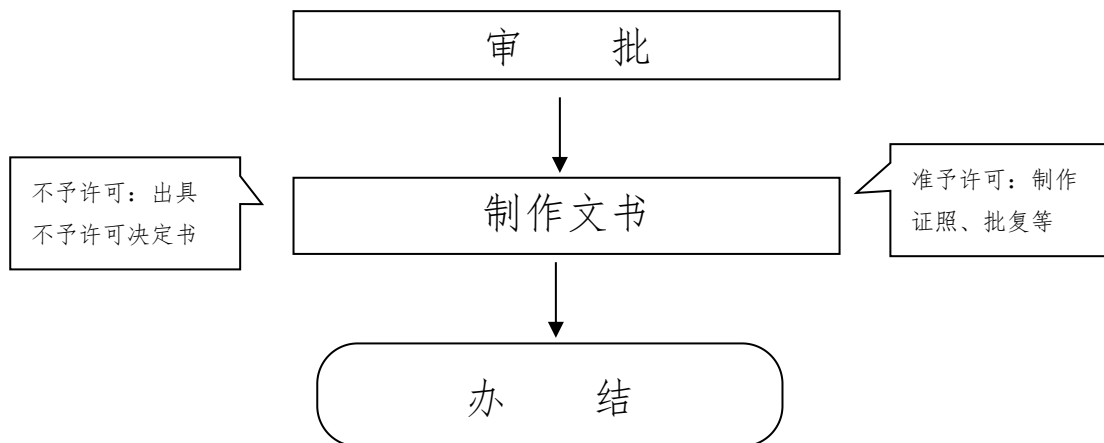 审 批
不予许可：出具
不予许可决定书
制作文书
准予许可：制作
证照、批复等
办 结